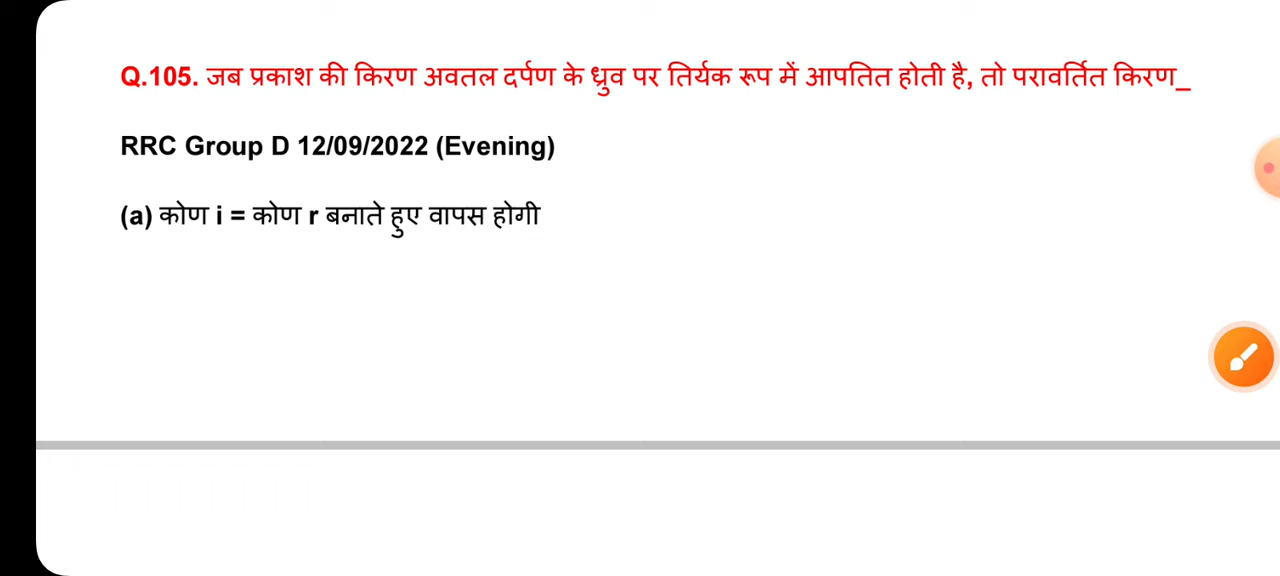 Q.105. जब प्रकाश की किरण अवतल दर्पण के ध्रुव पर तिर्यक रूप में आपतित होती है, तो परावर्तित किरण_
RRC Group D 12/09/2022 (Evening)
(a) कोण i = कोण r बनाते हुए वापस होगी